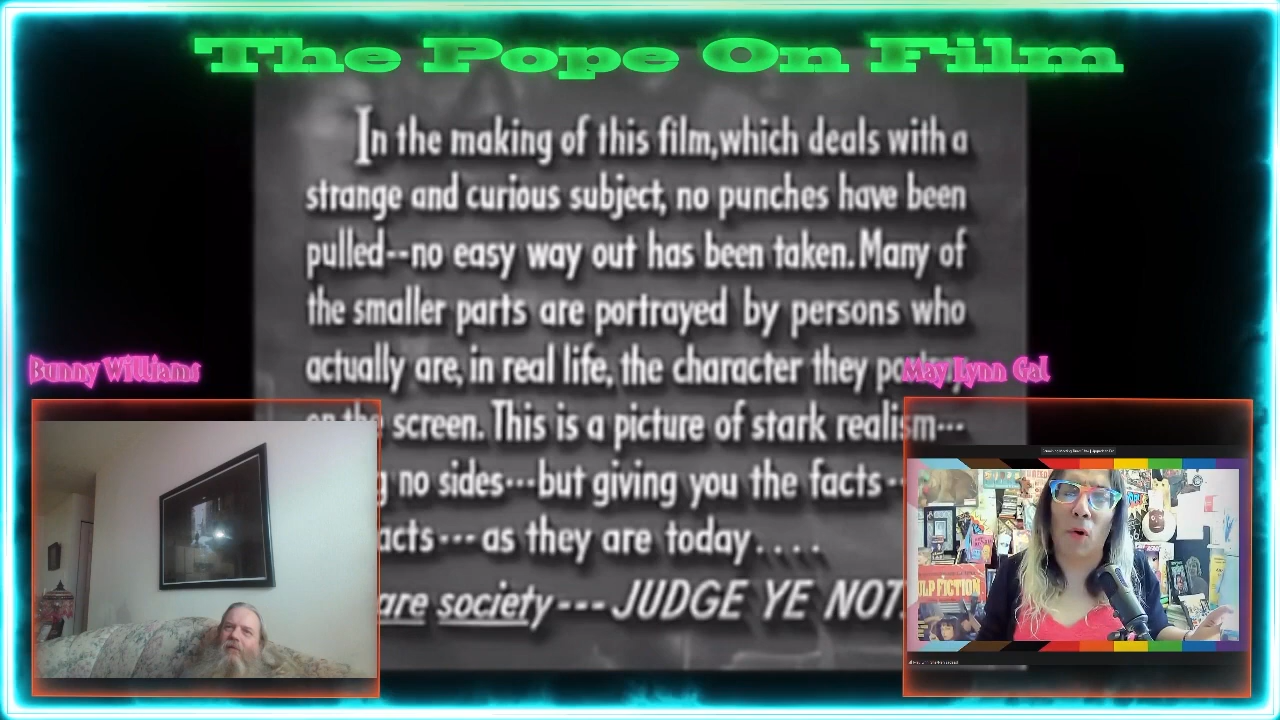 The Pope On Film
In the making of this film,which deals with a
strange and curious subject, no punches have been
pulled--no easy way out has been taken. Many of
the smaller parts are portrayed by persons who
actually are, in real life, the character they
screen. This is a picture of stark realism---
no sides---but giving you the facts--
as they are today....
are society---JUDGE YE NOT
Bunny Williams
May Lynn Gal
PULP FICTION